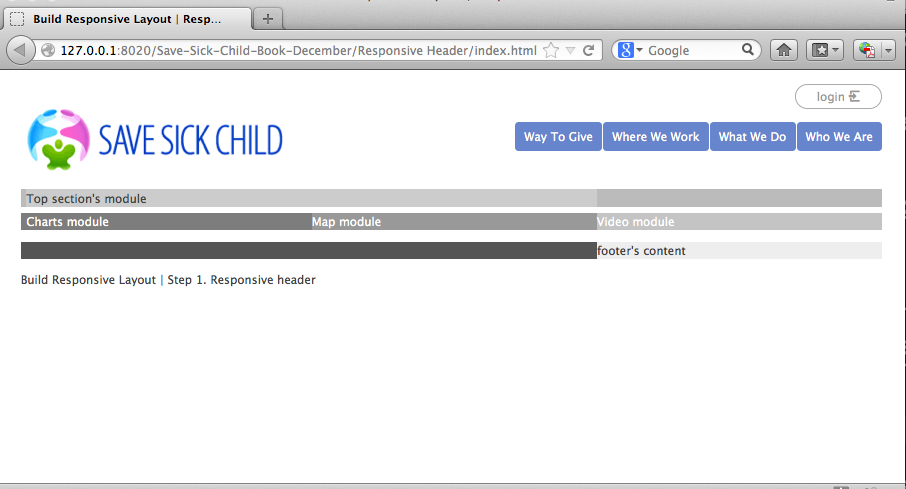 Build Responsive Layout | Resp...
127.0.0.1:8020/Save-Sick-Child-Book-December/Responsive Header/index.html
Google
login
SAVE SICK CHILD
Way To Give
Where We Work
What We Do
Who We Are
Top section's module
Charts module
Map module
Video module
footer's content
Build Responsive Layout | Step 1. Responsive header